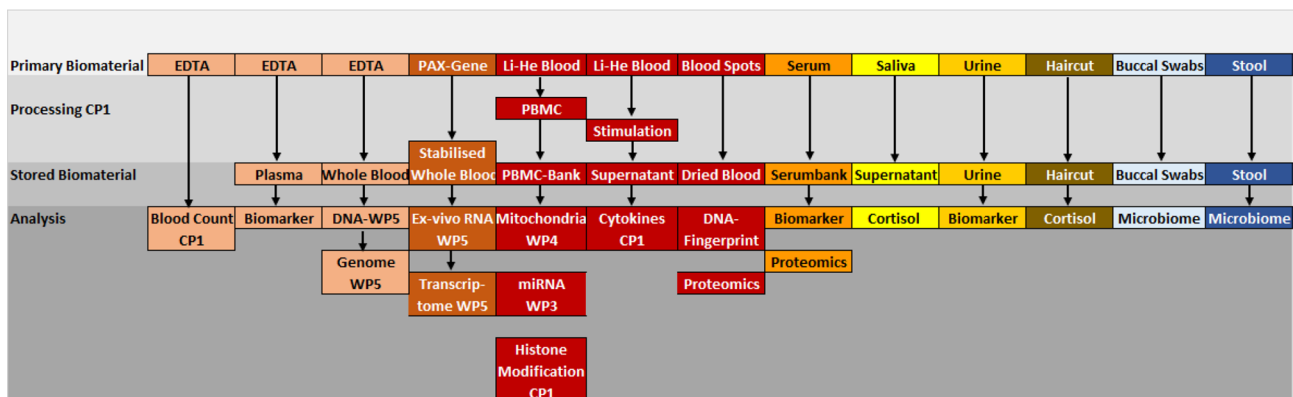 Primary Biomaterial EDTA EDTA EDTA PAX-Gene Li-He Blood Li-He Blood Blood Spots Serum Saliva Urine Haircut Buccal Swabs Stool
Processing CP1 PBMC
Stimulation
Stabilised
Stored Biomaterial Plasma Whole Blood Whole Blood PBMC-Bank Supernatant Dried Blood Serumbank Supernatant Urine Haircut Buccal Swabs Stool
Analysis Blood Count Biomarker DNA-WP5 Ex-vivo RNA Mitochondria Cytokines DNA- Biomarker Cortisol Biomarker Cortisol Microbiome Microbiome
CP1 WP5 WP4 CP1 Fingerprint
Genome Proteomics
WP5 Transcrip- miRNA Proteomics
tome WP5 WP3
Histone
Modification
CP1